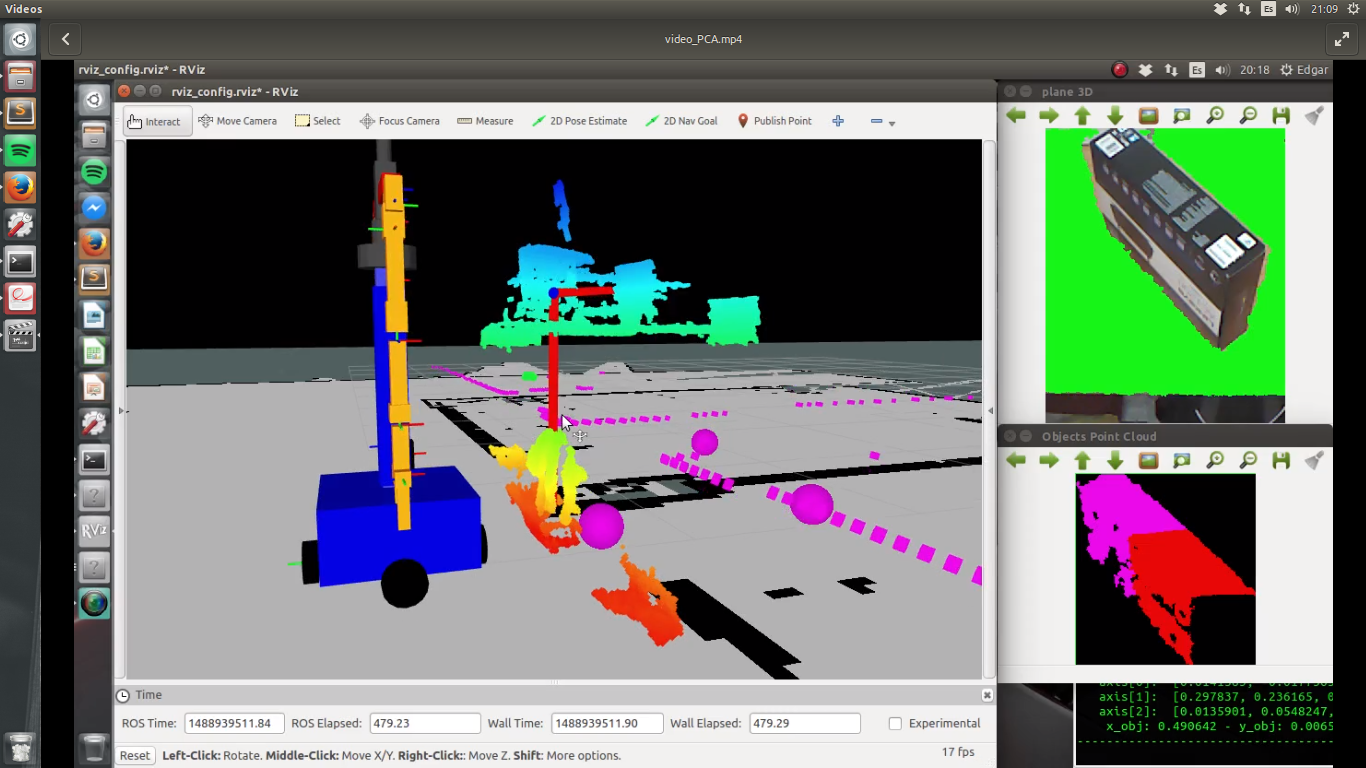 Videos
Es
21:09
video_PCA.mp4
rviz_config.rviz* - RViz
Es
20:18
Edgar
rviz_config.rviz* - RViz
plane 3D
Interact
Move Camera
Select
Focus Camera
Measure
2D Pose Estimate
2D Nav Goal
Publish Point
Objects Point Cloud
RViz
axis[1]: [0.297837, 0.236165, 0
axis[2]: [0.0135901, 0.0548247,
x_obj: 0.490642 - y_obj: 0.0065
Time
ROS Time:
1488939511.84
ROS Elapsed:
479.23
Wall Time:
1488939511.90
Wall Elapsed:
479.29
Experimental
Reset
Left-Click: Rotate. Middle-Click: Move X/Y. Right-Click:: Move Z. Shift: More options.
17 fps